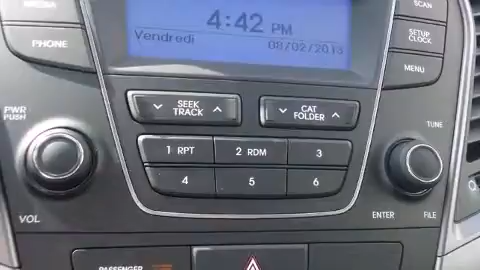 MEDIA
SCAN
4:42 PM
Vendredi 08/02/2013
PHONE
SETUP
CLOCK
MENU
SEEK
TRACK
CAT
FOLDER
PWR
PUSH
TUNE
1 RPT
2 RDM
3
4
5
6
VOL
ENTER
FILE
PASSENGER